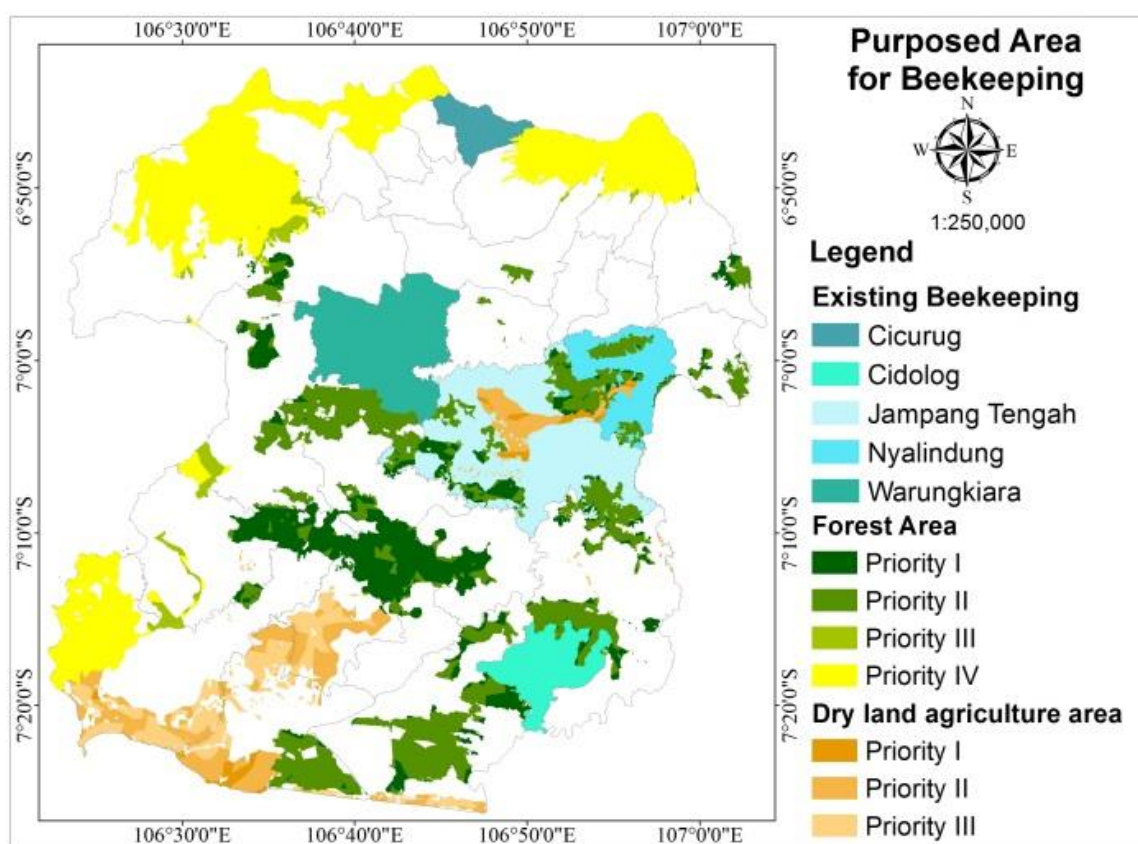 106°30'0"E 106°40'0"E 106°50'0"E 107°0'0"E
6°50'0"S
7°0'0"S
7°10'0"S
7°20'0"S
6°50'0"S
7°0'0"S
7°10'0"S
7°20'0"S
106°30'0"E 106°40'0"E 106°50'0"E 107°0'0"E
Purposed Area
for Beekeeping
N
W E
S
1:250,000
Legend
Existing Beekeeping
Cicurug
Cidolog
Jampang Tengah
Nyalindung
Warungkiara
Forest Area
Priority I
Priority II
Priority III
Priority IV
Dry land agriculture area
Priority I
Priority II
Priority III